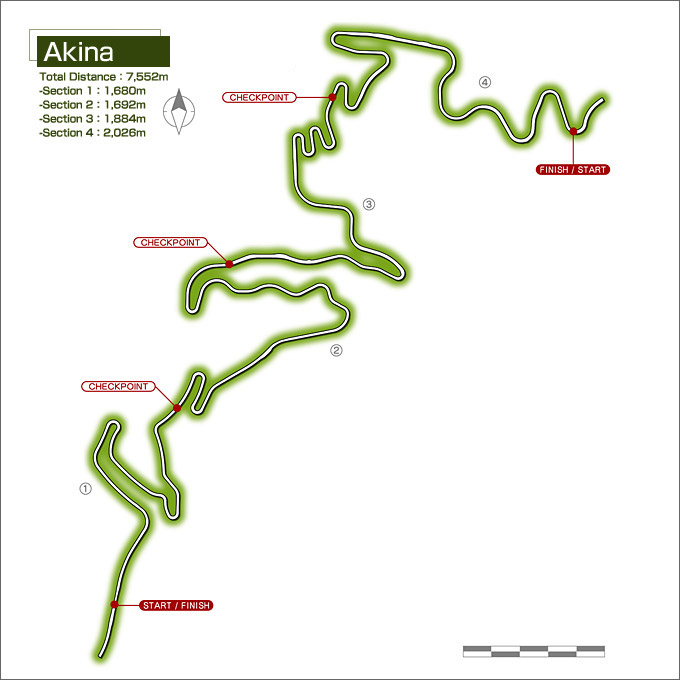 Akina
Total Distance : 7,552m
-Section 1 : 1,680m
-Section 2 : 1,692m
-Section 3 : 1,884m
-Section 4 : 2,026m
CHECKPOINT
④
FINISH / START
③
CHECKPOINT
②
CHECKPOINT
①
START / FINISH